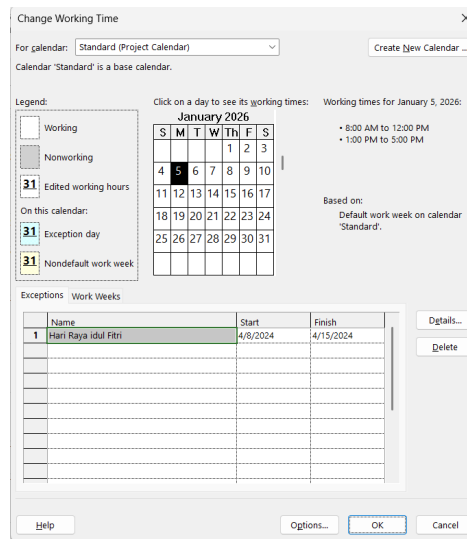 Change Working Time
For calendar: Standard (Project Calendar)
Create New Calendar ...
Calendar 'Standard' is a base calendar.
Legend:
Working
Nonworking
31 Edited working hours
On this calendar:
31 Exception day
31 Nondefault work week
Click on a day to see its working times:
January 2026
S M T W Th F S
1 2 3
4 5 6 7 8 9 10
11 12 13 14 15 16 17
18 19 20 21 22 23 24
25 26 27 28 29 30 31
Working times for January 5, 2026:
• 8:00 AM to 12:00 PM
• 1:00 PM to 5:00 PM
Based on:
Default work week on calendar
'Standard'.
Exceptions Work Weeks
Name Start Finish
1 Hari Raya idul Fitri 4/8/2024 4/15/2024
Details...
Delete
Help
Options...
OK
Cancel